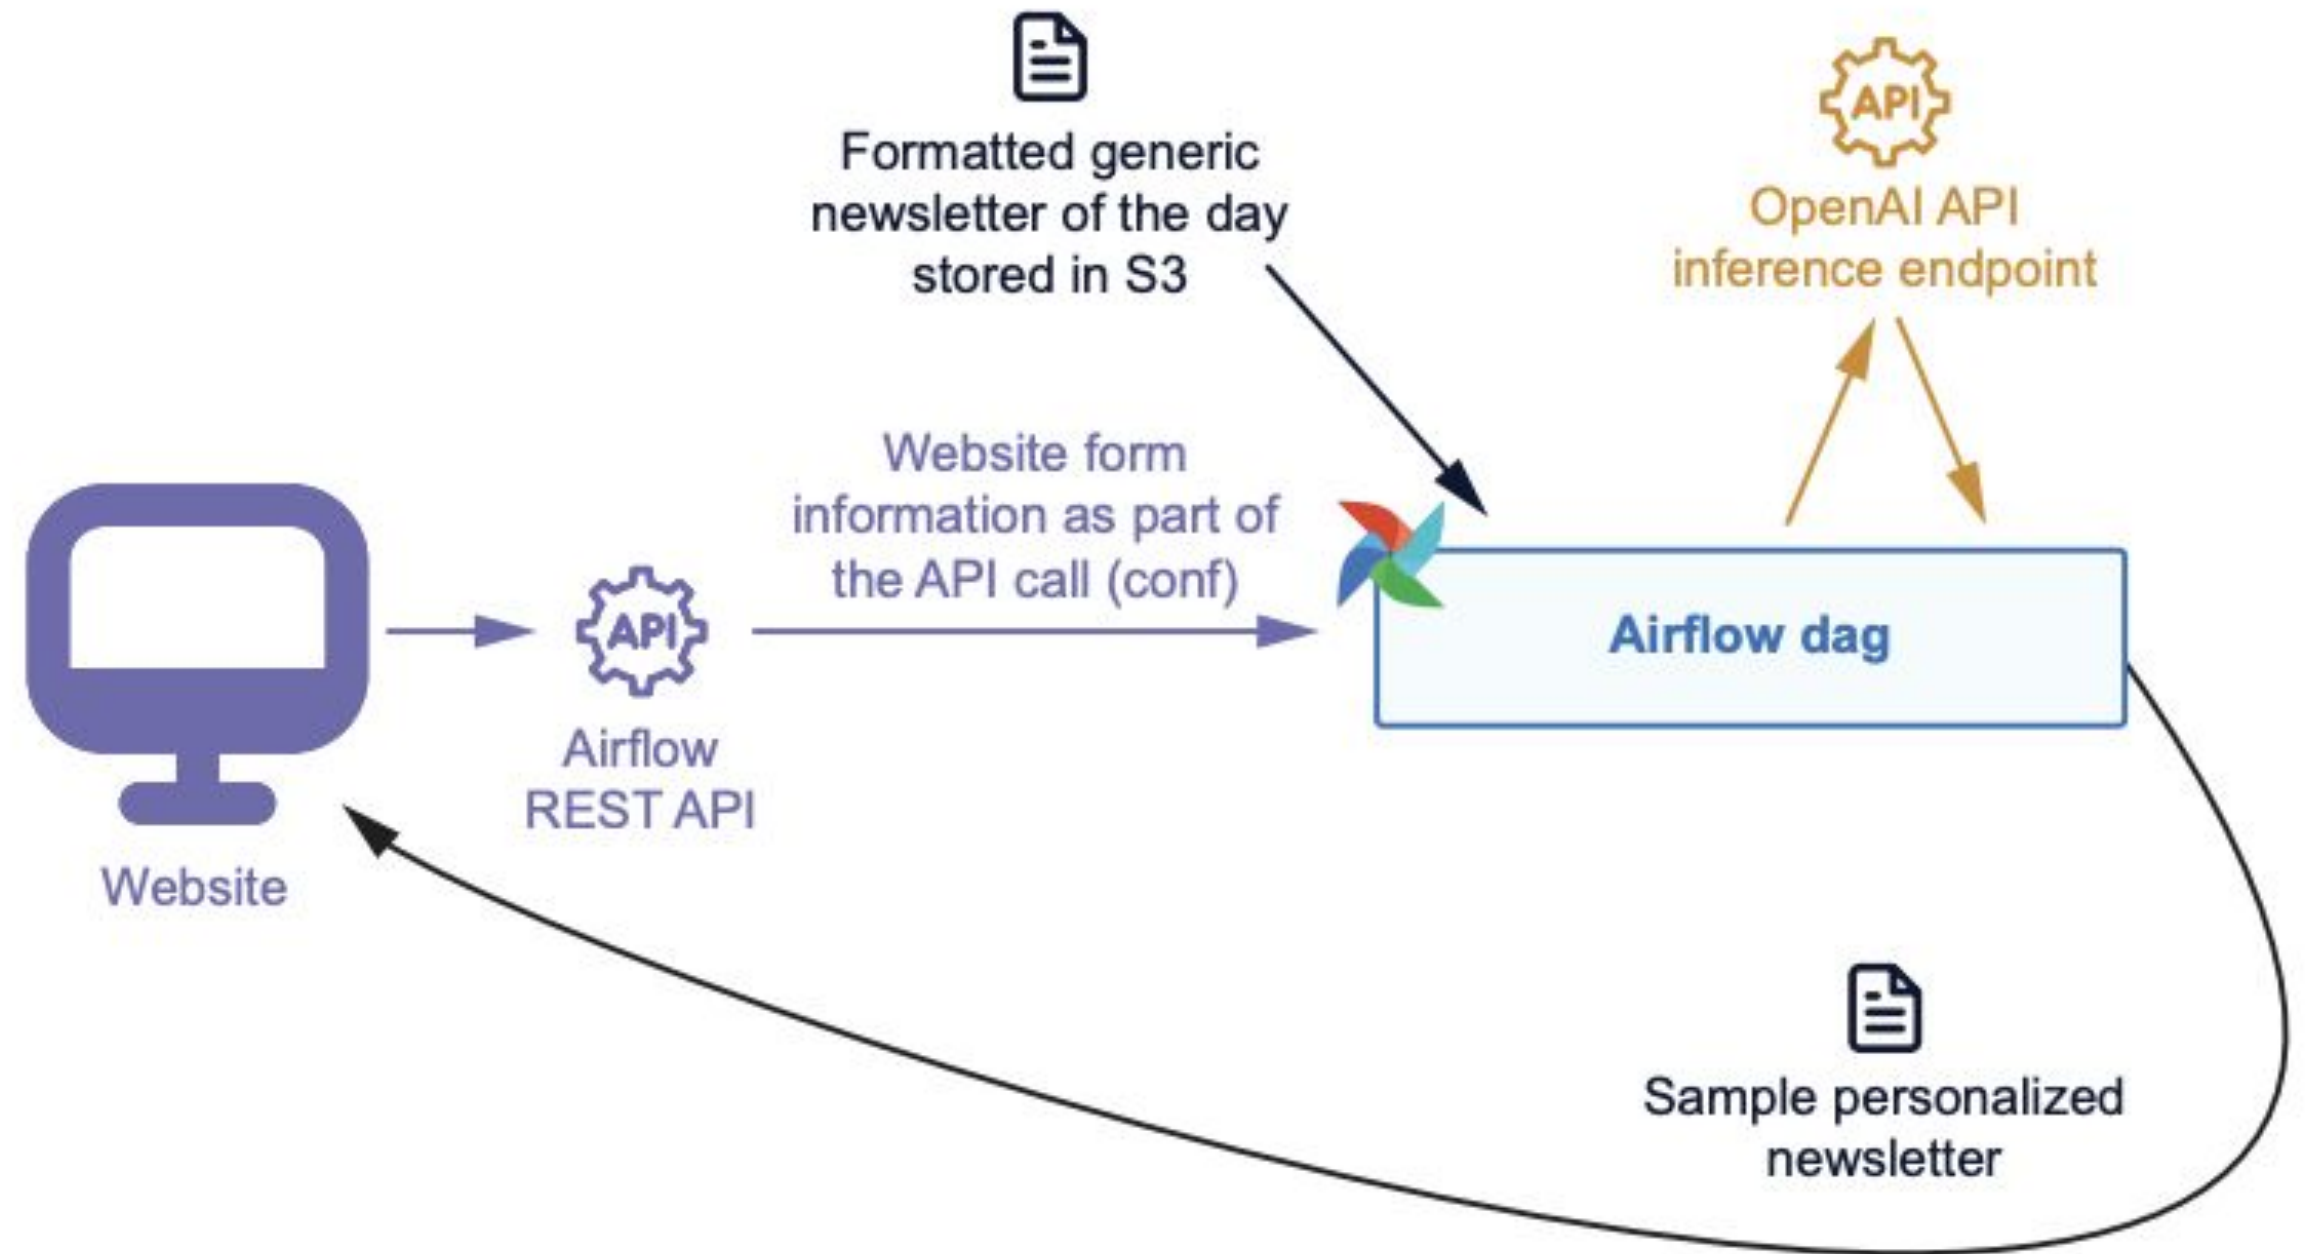 Formatted generic
newsletter of the day
stored in S3
API
OpenAI API
inference endpoint
Website form
information as part of
the API call (conf)
API
Airflow
REST API
Website
Airflow dag
Sample personalized
newsletter